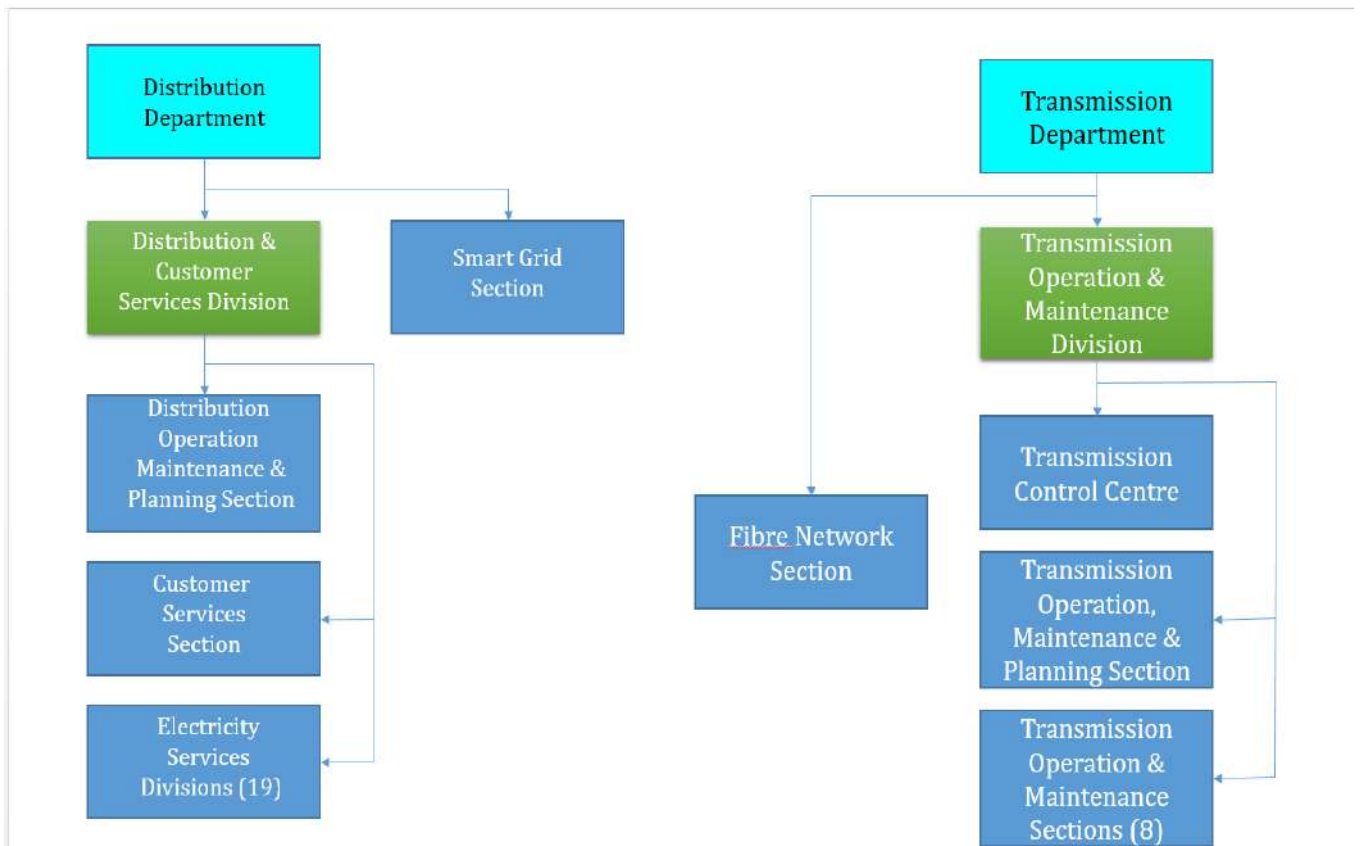 Distribution
Department
Distribution &
Customer
Services Division
Smart Grid
Section
Distribution
Operation
Maintenance &
Planning Section
Customer
Services
Section
Electricity
Services
Divisions (19)
Transmission
Department
Transmission
Operation &
Maintenance
Division
Fibre Network
Section
Transmission
Control Centre
Transmission
Operation,
Maintenance &
Planning Section
Transmission
Operation &
Maintenance
Sections (8)